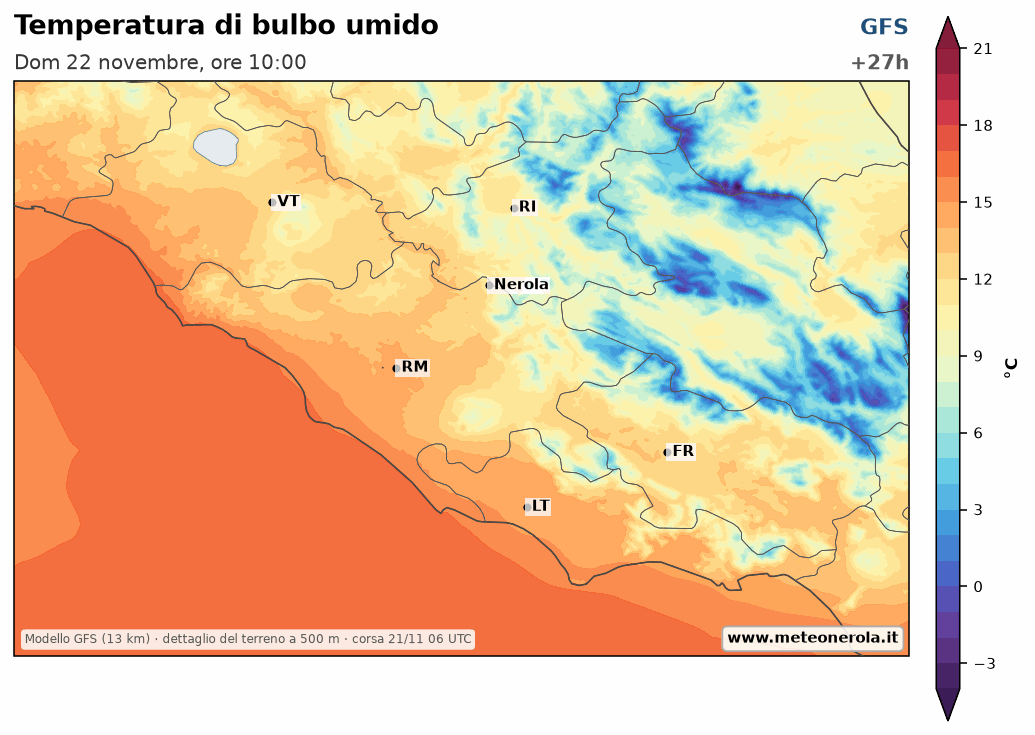 Temperatura di bulbo umido
GFS
Dom 22 novembre, ore 10:00
+27h
21
18
15
12
9
6
3
0
−3
°C
VT
RI
Nerola
RM
FR
LT
Modello GFS (13 km) · dettaglio del terreno a 500 m · corsa 21/11 06 UTC
www.meteonerola.it